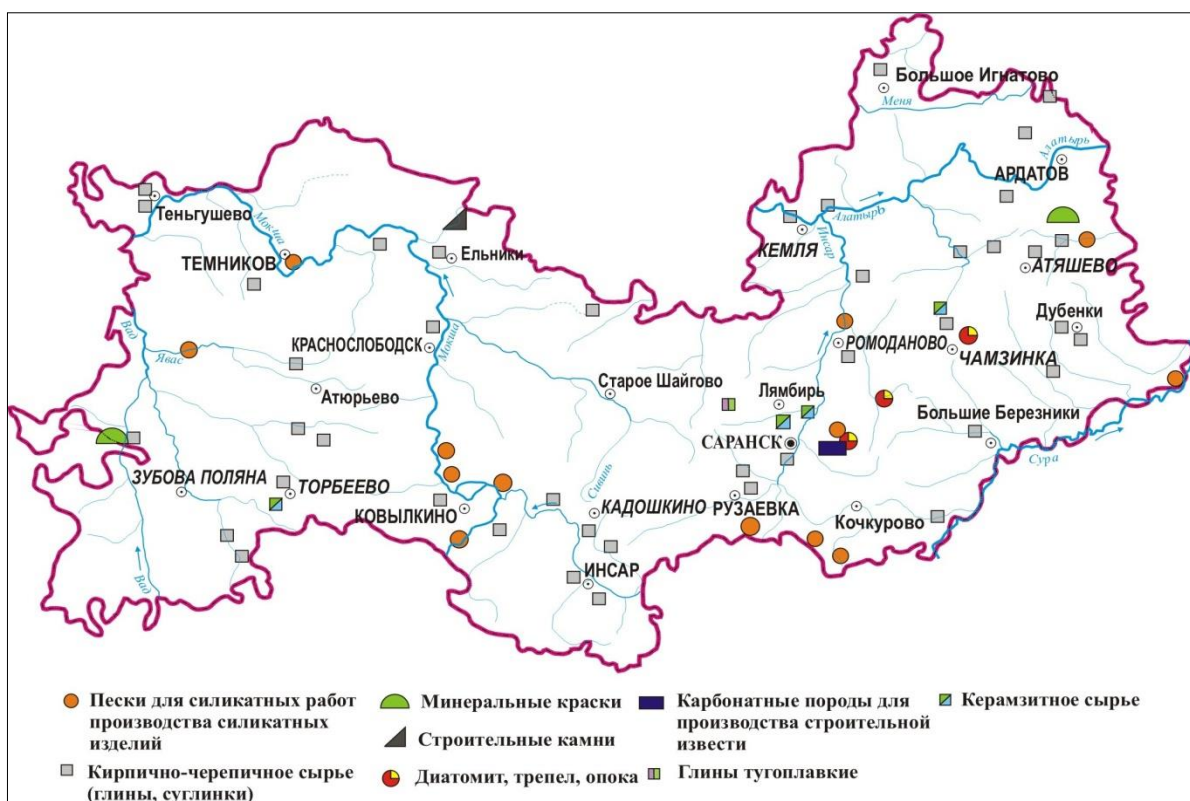 Большое Игнатово
Меня
Алатырь
АРДАТОВ
Теньгушево
Мокша
Алатырь
Инсар
КЕМЛЯ
ТЕМНИКОВ
Ельники
АТЯШЕВО
Вад
Явас
КРАСНОСЛОБОДСК
Мокша
Дубенки
РОМОДАНОВО
ЧАМЗИНКА
Атюрьево
Старое Шайгово
Лямбирь
Большие Березники
САРАНСК
Сура
ЗУБОВА ПОЛЯНА
ТОРБЕЕВО
Сивинь
КОВЫЛКИНО
КАДОШКИНО
РУЗАЕВКА
Кочкурово
Вад
ИНСАР
Пески для силикатных работ
производства силикатных
изделий
Кирпично-черепичное сырье
(глины, суглинки)
Минеральные краски
Строительные камни
Диатомит, трепел, опока
Карбонатные породы для
производства строительной
извести
Глины тугоплавкие
Керамзитное сырье